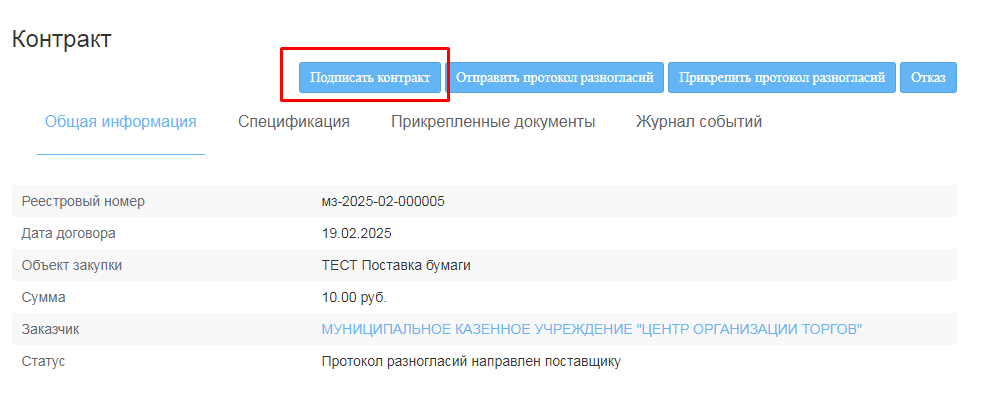 Контракт
Подписать контракт Отправить протокол разногласий Прикрепить протокол разногласий Отказ
Общая информация Спецификация Прикрепленные документы Журнал событий
Реестровый номер мз-2025-02-000005
Дата договора 19.02.2025
Объект закупки ТЕСТ Поставка бумаги
Сумма 10.00 руб.
Заказчик МУНИЦИПАЛЬНОЕ КАЗЕННОЕ УЧРЕЖДЕНИЕ "ЦЕНТР ОРГАНИЗАЦИИ ТОРГОВ"
Статус Протокол разногласий направлен поставщику